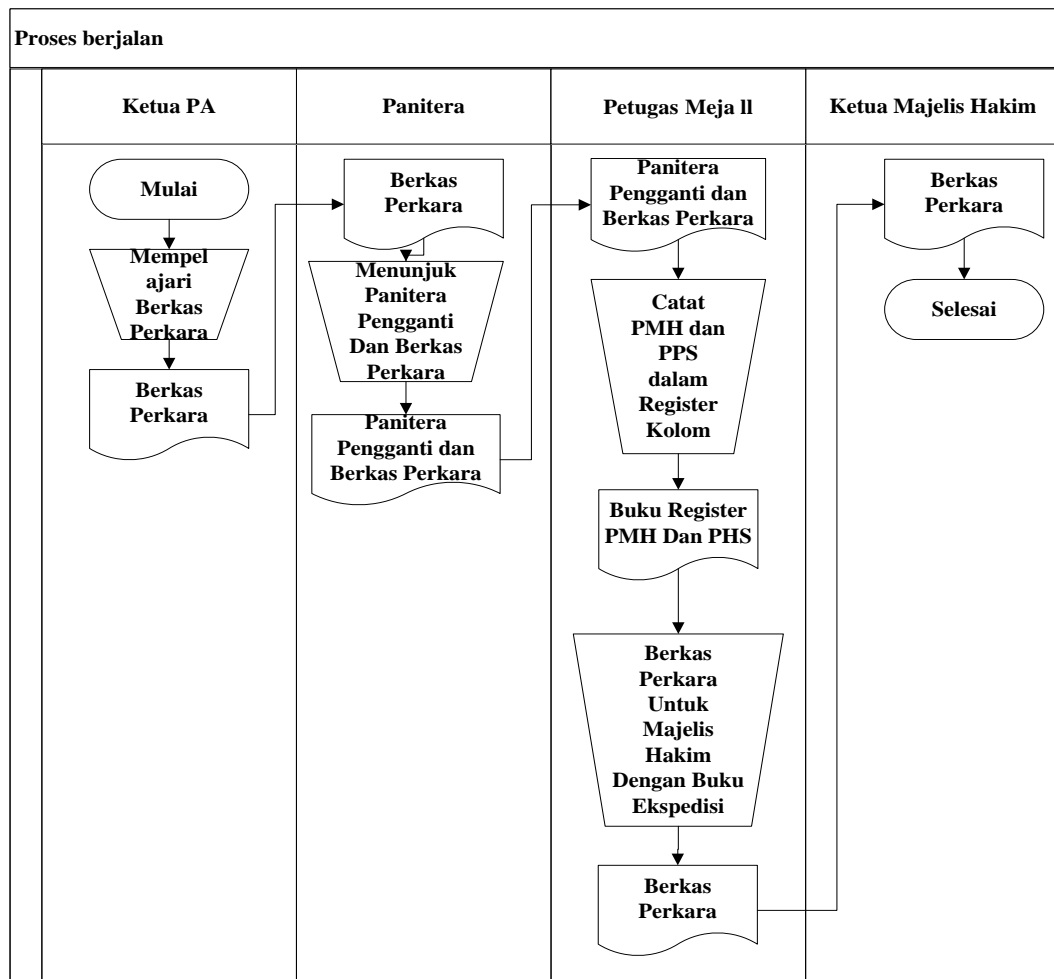 Proses berjalan
Ketua PA
Panitera
Petugas Meja ll
Ketua Majelis Hakim
Mulai
Mempel
ajari
Berkas
Perkara
Berkas
Perkara
Berkas
Perkara
Menunjuk
Panitera
Pengganti
Dan Berkas
Perkara
Panitera
Pengganti dan
Berkas Perkara
Panitera
Pengganti dan
Berkas Perkara
Catat
PMH dan
PPS
dalam
Register
Kolom
Buku Register
PMH Dan PHS
Berkas
Perkara
Untuk
Majelis
Hakim
Dengan Buku
Ekspedisi
Berkas
Perkara
Berkas
Perkara
Selesai